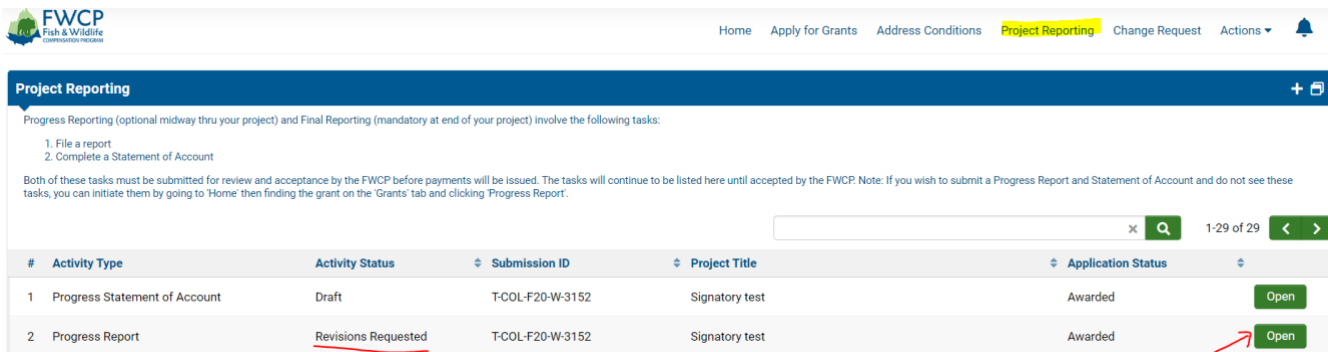 FWCP
Fish & Wildlife
COMPENSATION PROGRAM
Home Apply for Grants Address Conditions Project Reporting Change Request Actions
Project Reporting
Progress Reporting (optional midway thru your project) and Final Reporting (mandatory at end of your project) involve the following tasks:
1. File a report
2. Complete a Statement of Account
Both of these tasks must be submitted for review and acceptance by the FWCP before payments will be issued. The tasks will continue to be listed here until accepted by the FWCP. Note: If you wish to submit a Progress Report and Statement of Account and do not see these
tasks, you can initiate them by going to 'Home' then finding the grant on the 'Grants' tab and clicking 'Progress Report'.
1-29 of 29
# Activity Type Activity Status Submission ID Project Title Application Status
1 Progress Statement of Account Draft T-COL-F20-W-3152 Signatory test Awarded Open
2 Progress Report Revisions Requested T-COL-F20-W-3152 Signatory test Awarded Open